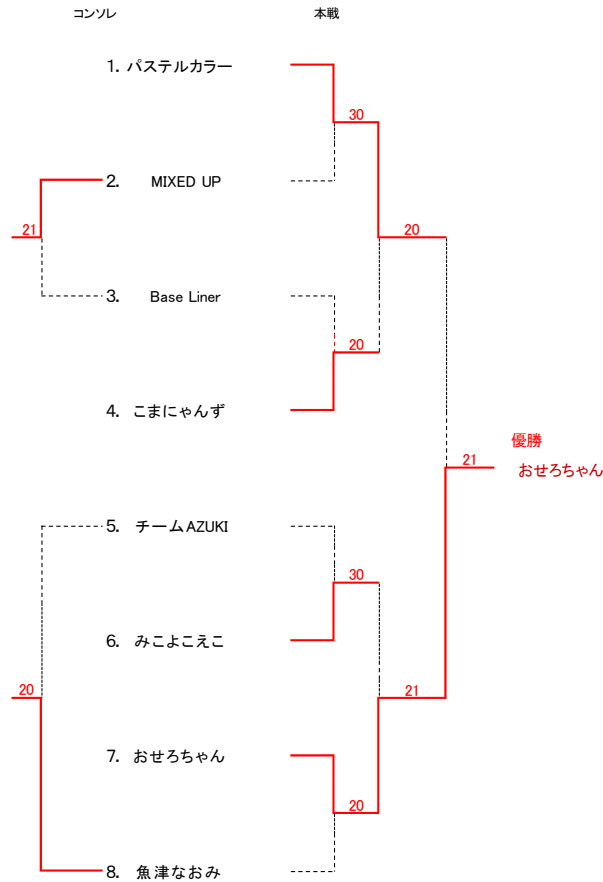 コンソレ 本戦
1. パステルカラー
30
2. MIXED UP
21 20
3. Base Liner
20
4. こまにゃんず
優勝
21 おせろちゃん
5. チームAZUKI
30
6. みこよこえこ
20 21
7. おせろちゃん
20
8. 魚津なおみ